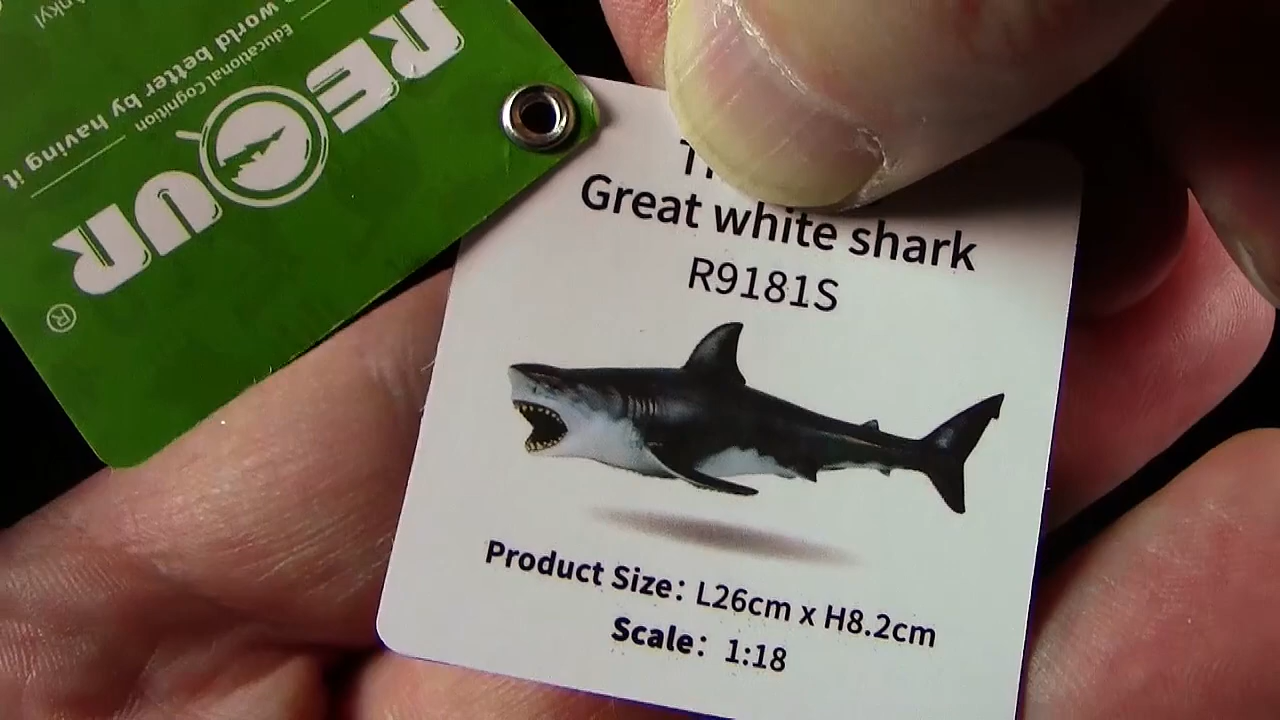 Great white shark
R9181S
Product Size: L26cm x H8.2cm
Scale: 1:18
RECUR
Educational Cognition
world better by having it
®